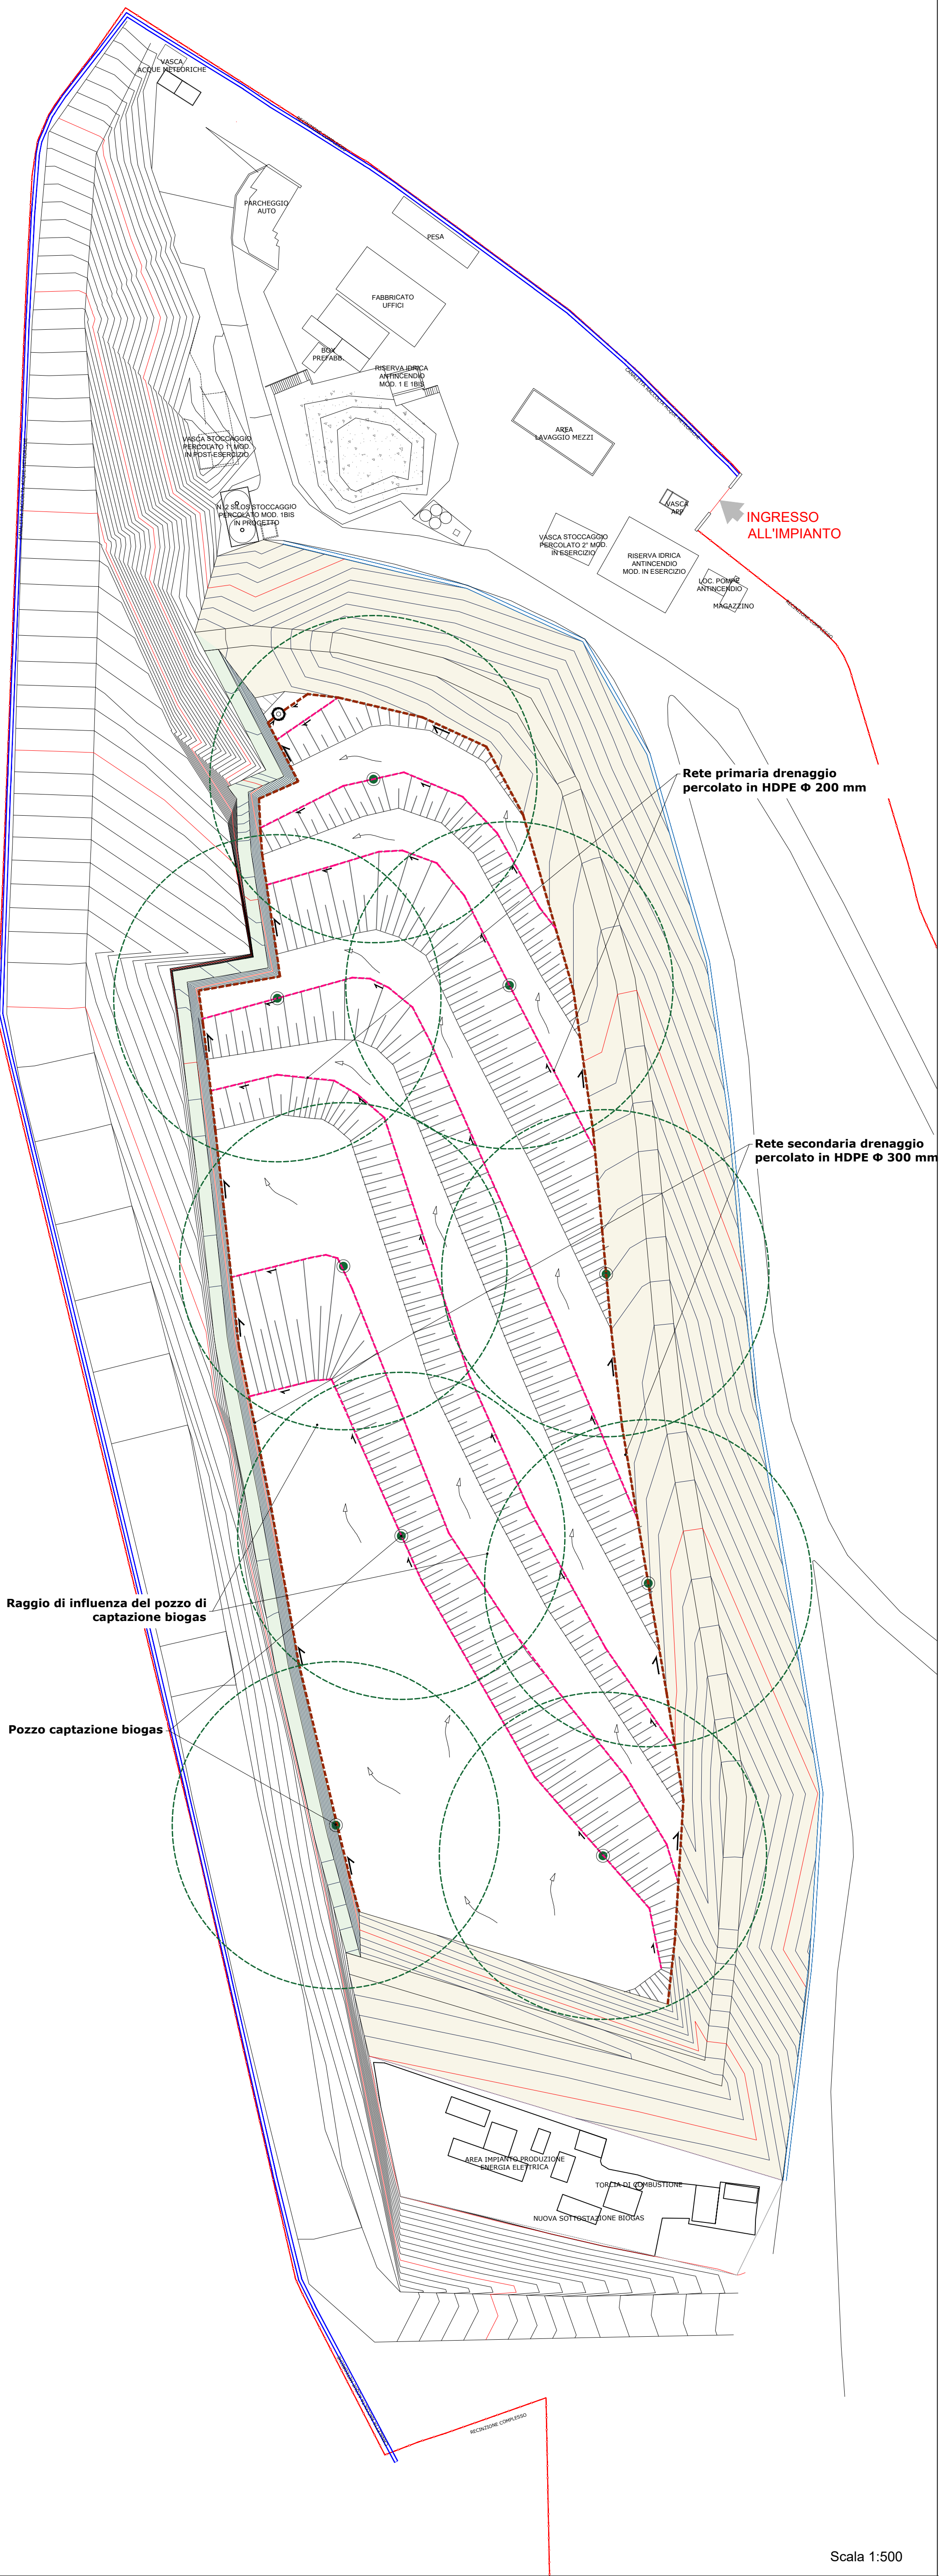 VASCA
ACQUE METEORICHE
PARCHEGGIO
AUTO
PESA
FABBRICATO
UFFICI
BOX
PREFABB.
RISERVA IDRICA
ANTINCENDIO
MOD. 1 E 1BIS
AREA
LAVAGGIO MEZZI
VASCA STOCCAGGIO
PERCOLATO 1° MOD.
IN POST-ESERCIZIO
N. 2 SILOS STOCCAGGIO
PERCOLATO MOD. 1BIS
IN PROGETTO
VASCA
INGRESSO
ALL'IMPIANTO
VASCA STOCCAGGIO
PERCOLATO 2° MOD.
IN ESERCIZIO
RISERVA IDRICA
ANTINCENDIO
MOD. IN ESERCIZIO
LOC. POMPE
ANTINCENDIO
MAGAZZINO
RECINZIONE COMPLESSO
Rete primaria drenaggio
percolato in HDPE Φ 200 mm
Rete secondaria drenaggio
percolato in HDPE Φ 300 mm
Raggio di influenza del pozzo di
captazione biogas
Pozzo captazione biogas
AREA IMPIANTO PRODUZIONE
ENERGIA ELETTRICA
TORCIA DI COMBUSTIONE
NUOVA SOTTOSTAZIONE BIOGAS
RECINZIONE COMPLESSO
Scala 1:500